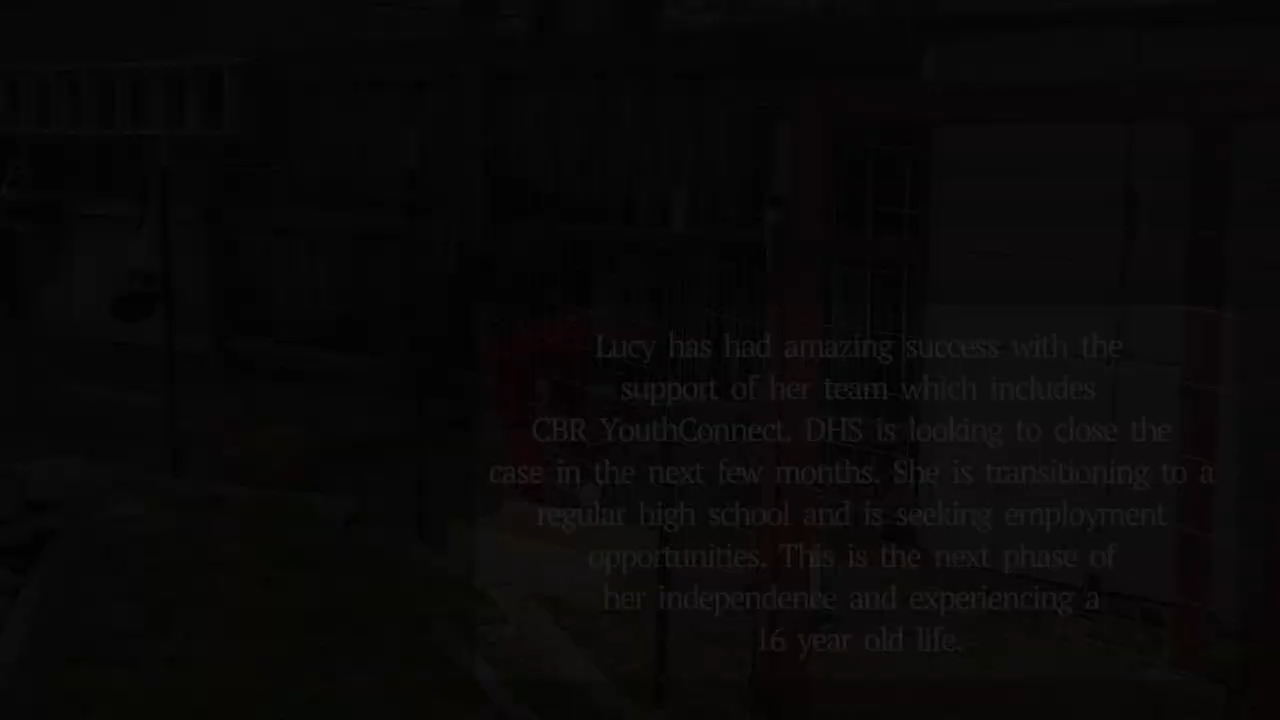 Lucy has had amazing success with the
support of her team which includes
CBR YouthConnect. DHS is looking to close the
case in the next few months. She is transitioning to a
regular high school and is seeking employment
opportunities. This is the next phase of
her independence and experiencing a
16 year old life.